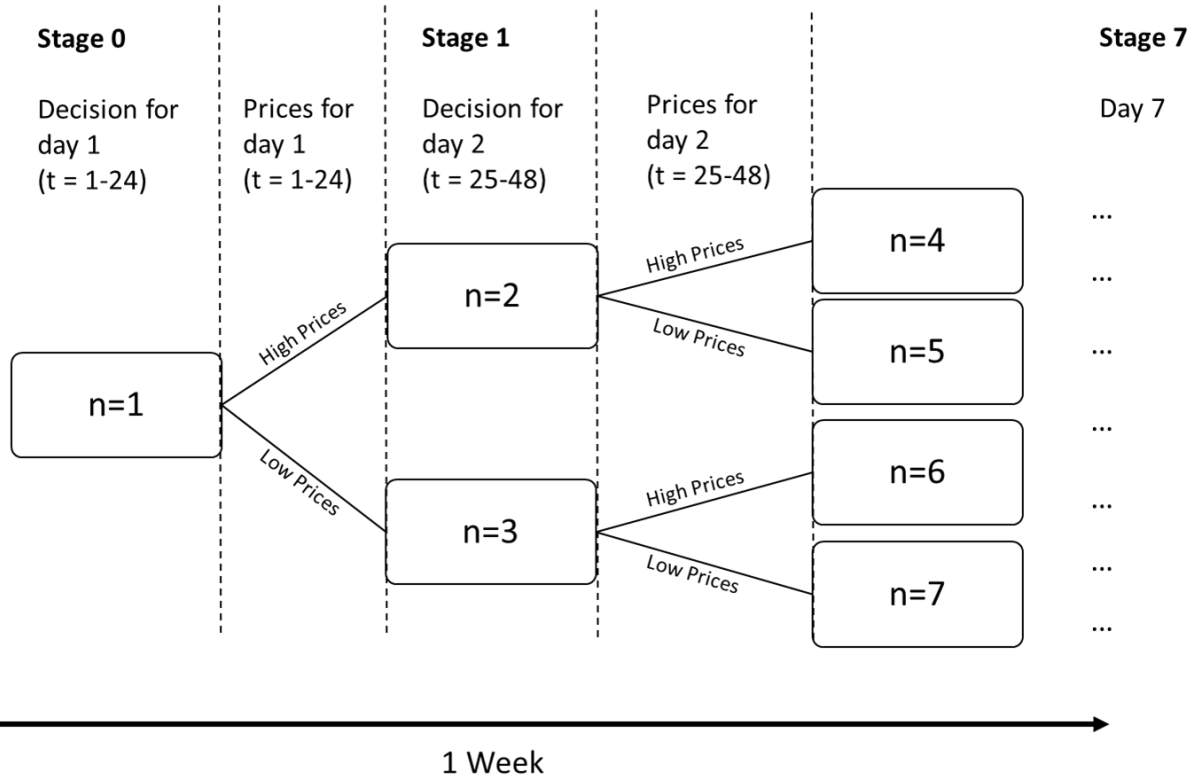 Stage 0
Stage 1
Stage 7
Decision for
day 1
(t = 1-24)
Prices for
day 1
(t = 1-24)
Decision for
day 2
(t = 25-48)
Prices for
day 2
(t = 25-48)
Day 7
n=1
High Prices
Low Prices
n=2
n=3
High Prices
Low Prices
High Prices
Low Prices
n=4
n=5
n=6
n=7
...
...
...
...
...
...
...
1 Week